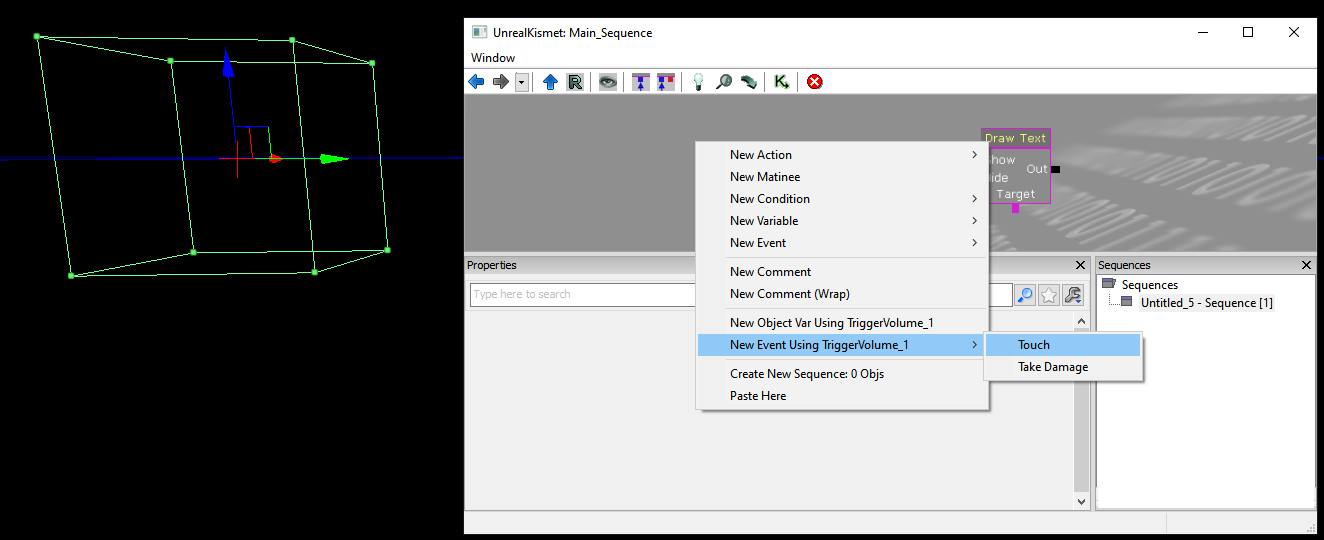 UnrealKismet: Main_Sequence
Window
R
K
Draw Text
Show
Out
Target
New Action
New Matinee
New Condition
New Variable
New Event
New Comment
New Comment (Wrap)
New Object Var Using TriggerVolume_1
New Event Using TriggerVolume_1
Touch
Take Damage
Create New Sequence: 0 Objs
Paste Here
Properties
Type here to search
Sequences
Sequences
Untitled_5 - Sequence [1]